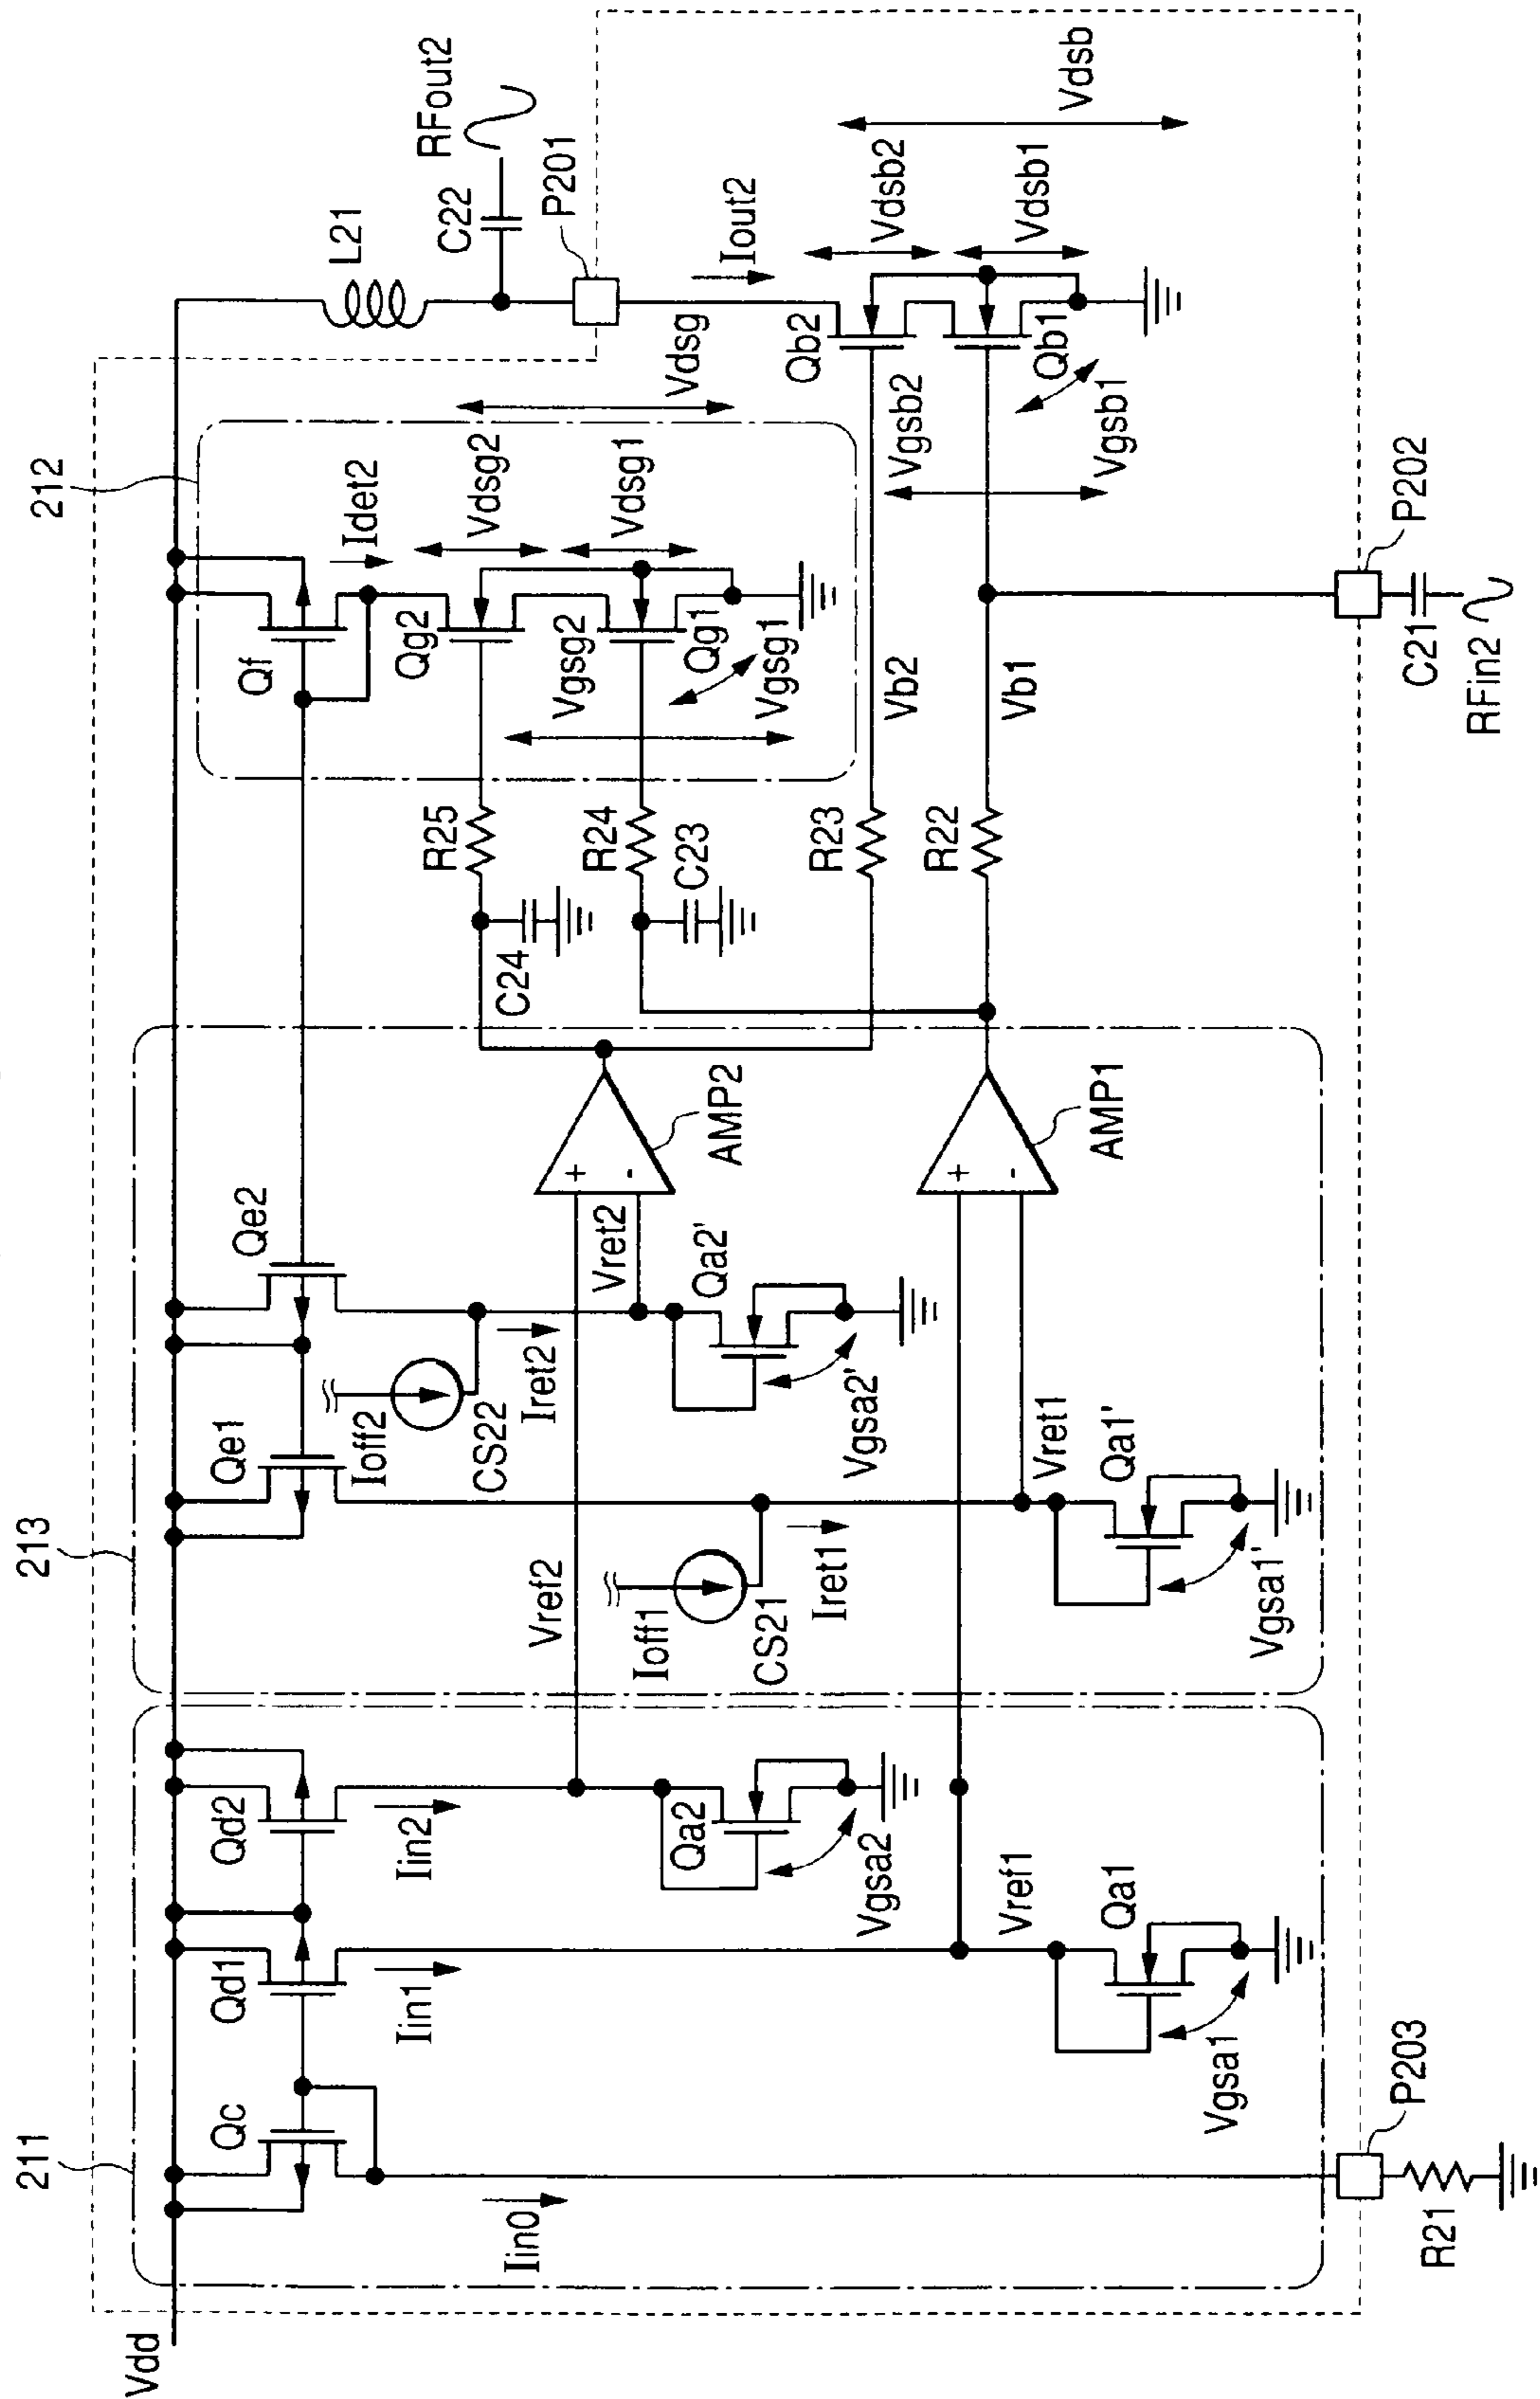 211
213
212
Vdd
Qc
Qd1
Qd2
Qe1
Qe2
Qf
L21
RFout2
C22
P201
Iin0
Iin1
Iin2
Ioff2
CS22
Iret2
Idet2
Qg2
Vdsg2
Vdsg
Iout2
Qb2
Vdsb2
Vdsb
Vref2
Vret2
AMP2
C24
R25
Vgsg2
Qg1
Vdsg1
Vgsg1
R24
C23
Qa2
Vgsa2
Qa2'
Vgsa2'
Ioff1
CS21
Iret1
R23
Vb2
Vgsb2
Qb1
Vdsb1
Vgsb1
+
-
+
-
AMP1
R22
Vb1
Vref1
Qa1
Vgsa1
Vret1
Qa1'
Vgsa1'
P203
R21
P202
C21
RFin2